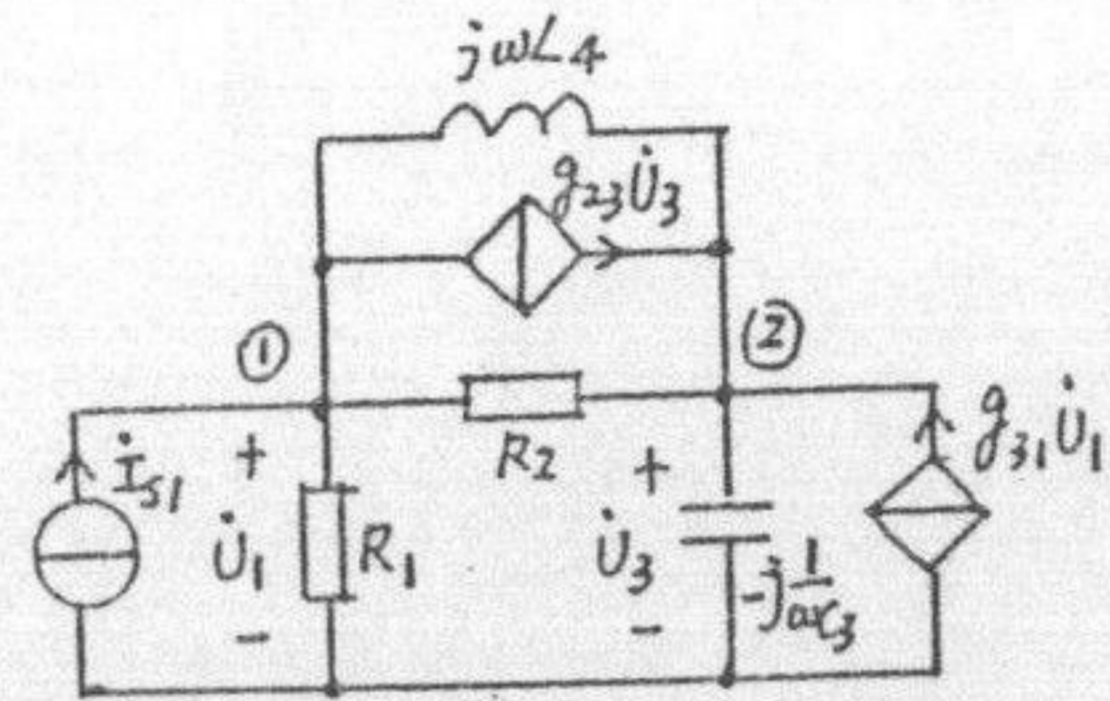 jωL4
g23U̇3
①
②
İS1
+
U̇1
-
R1
R2
+
U̇3
-
-j1/ωC3
g31U̇1